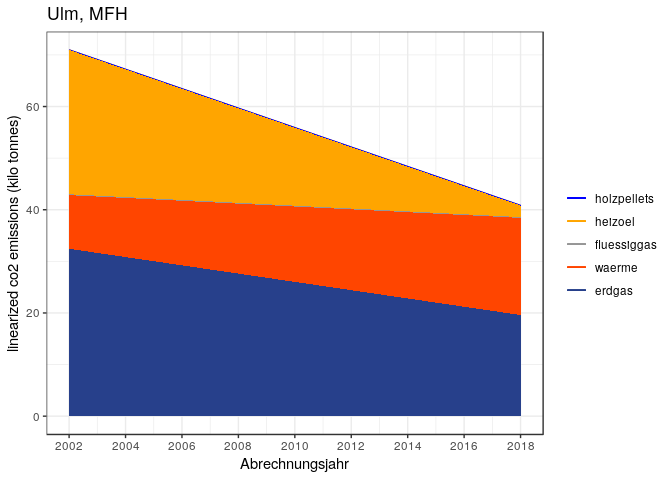 Ulm, MFH
linearized co2 emissions (kilo tonnes)
60
40
20
0
2002 2004 2006 2008 2010 2012 2014 2016 2018
Abrechnungsjahr
holzpellets
heizoel
fluessiggas
waerme
erdgas